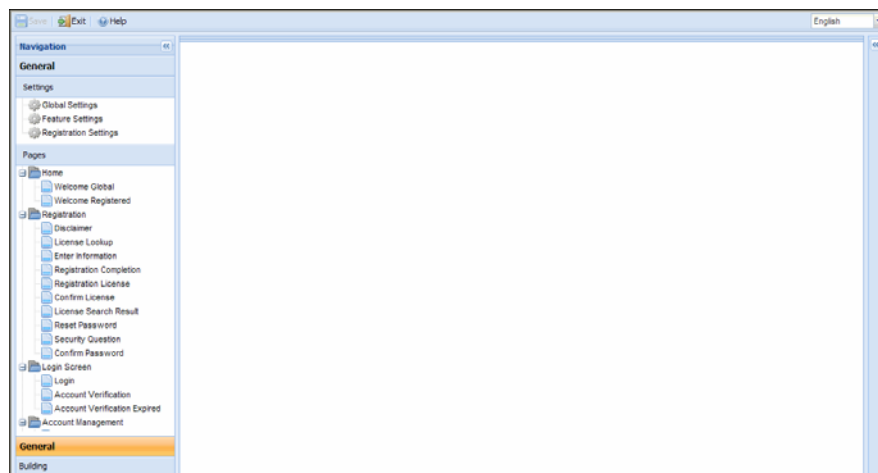 Save Exit Help English
Navigation
General
Settings
Global Settings
Feature Settings
Registration Settings
Pages
Home
Welcome Global
Welcome Registered
Registration
Disclaimer
License Lookup
Enter Information
Registration Completion
Registration License
Confirm License
License Search Result
Reset Password
Security Question
Confirm Password
Login Screen
Login
Account Verification
Account Verification Expired
Account Management
General
Building